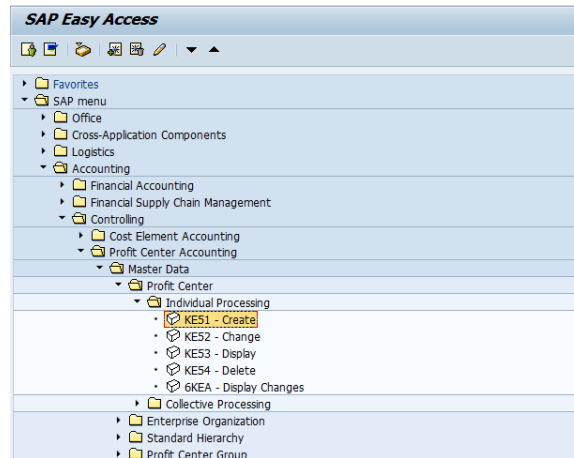 SAP Easy Access
Favorites
SAP menu
Office
Cross-Application Components
Logistics
Accounting
Financial Accounting
Financial Supply Chain Management
Controlling
Cost Element Accounting
Profit Center Accounting
Master Data
Profit Center
Individual Processing
KE51 - Create
KE52 - Change
KE53 - Display
KE54 - Delete
6KEA - Display Changes
Collective Processing
Enterprise Organization
Standard Hierarchy
Profit Center Group